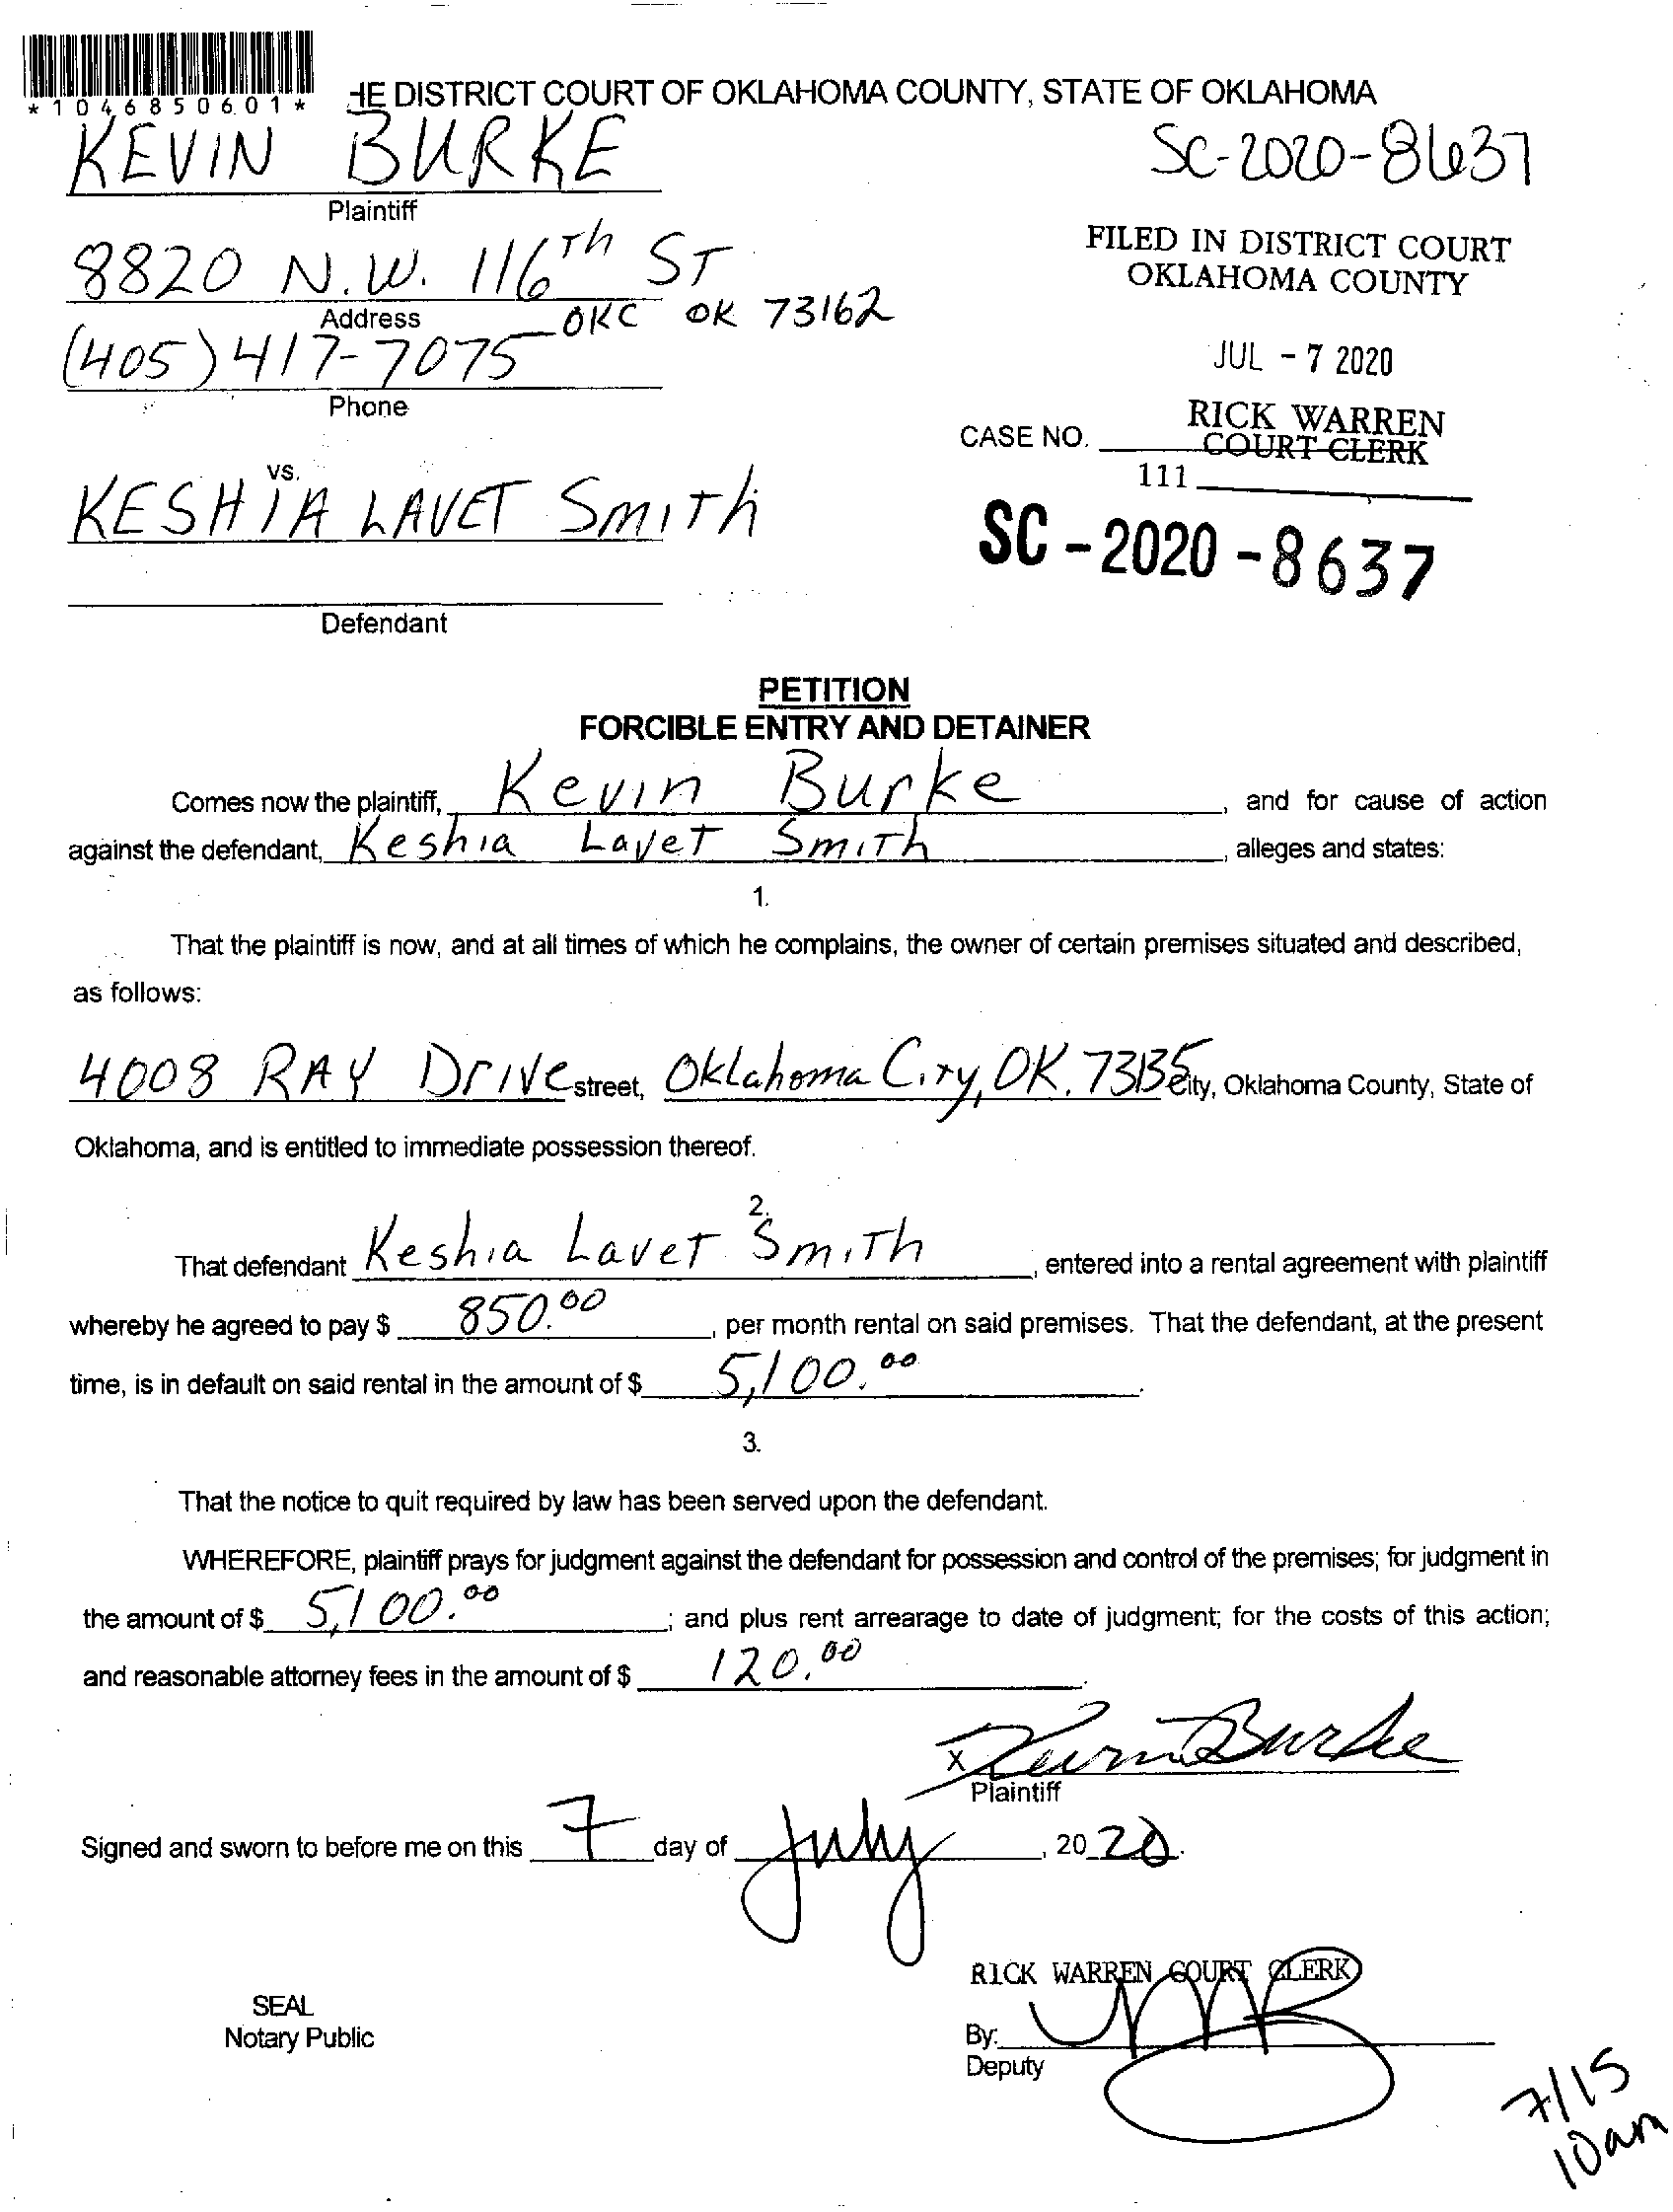 *1046850601*
HE DISTRICT COURT OF OKLAHOMA COUNTY, STATE OF OKLAHOMA
KEVIN BURKE
SC-2020-8637
Plaintiff
FILED IN DISTRICT COURT
OKLAHOMA COUNTY
8820 N.W. 116Th ST
Address
OKC OK 73162
(405) 417-7075
JUL - 7 2020
Phone
RICK WARREN
COURT CLERK
CASE NO.
111
vs.
KESHIA LAVET SMITh
SC-2020-8637
Defendant
PETITION
FORCIBLE ENTRY AND DETAINER
Comes now the plaintiff, Kevin Burke, and for cause of action
against the defendant, Keshia Lavet Smith, alleges and states:
1.
That the plaintiff is now, and at all times of which he complains, the owner of certain premises situated and described,
as follows:
4008 RAY Drive street, Oklahoma City, OK. 73135 City, Oklahoma County, State of
Oklahoma, and is entitled to immediate possession thereof.
2.
That defendant Keshia Lavet Smith, entered into a rental agreement with plaintiff
whereby he agreed to pay $ 850.00, per month rental on said premises. That the defendant, at the present
time, is in default on said rental in the amount of $ 5,100.00.
3.
That the notice to quit required by law has been served upon the defendant.
WHEREFORE, plaintiff prays for judgment against the defendant for possession and control of the premises; for judgment in
the amount of $ 5,100.00; and plus rent arrearage to date of judgment; for the costs of this action;
and reasonable attorney fees in the amount of $ 120.00.
x Kevin Burke
Plaintiff
Signed and sworn to before me on this 7 day of July, 2020.
RICK WARREN COURT CLERK
SEAL
Notary Public
By:
Deputy
7/15
10am